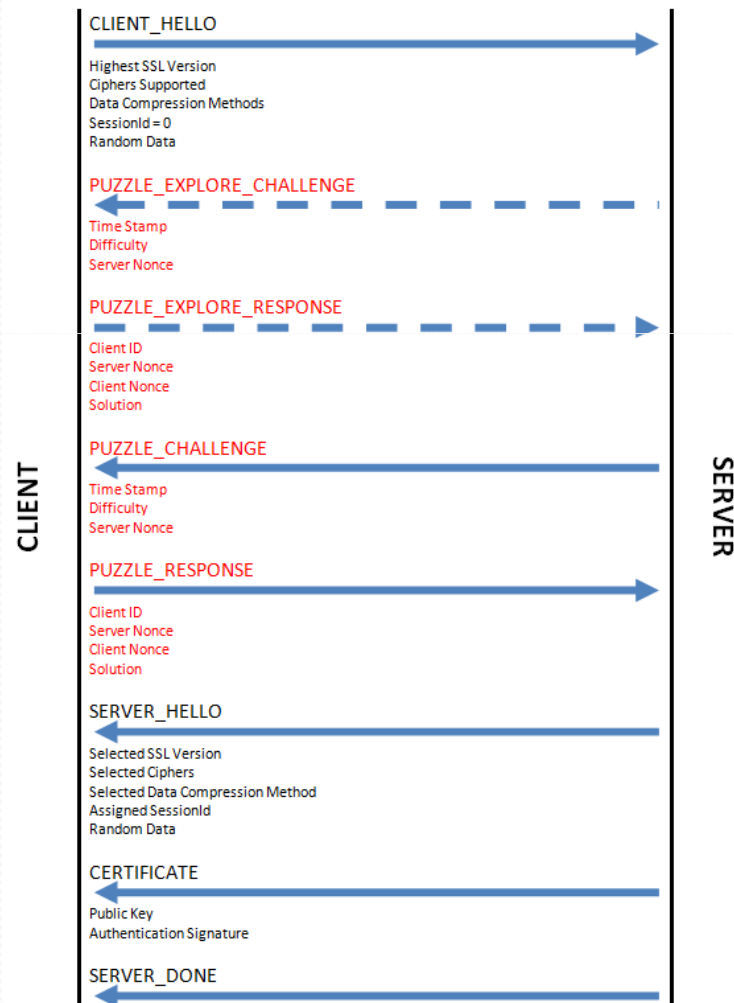 CLIENT_HELLO
Highest SSL Version
Ciphers Supported
Data Compression Methods
SessionId = 0
Random Data
PUZZLE_EXPLORE_CHALLENGE
Time Stamp
Difficulty
Server Nonce
PUZZLE_EXPLORE_RESPONSE
Client ID
Server Nonce
Client Nonce
Solution
PUZZLE_CHALLENGE
Time Stamp
Difficulty
Server Nonce
CLIENT
SERVER
PUZZLE_RESPONSE
Client ID
Server Nonce
Client Nonce
Solution
SERVER_HELLO
Selected SSL Version
Selected Ciphers
Selected Data Compression Method
Assigned SessionId
Random Data
CERTIFICATE
Public Key
Authentication Signature
SERVER_DONE